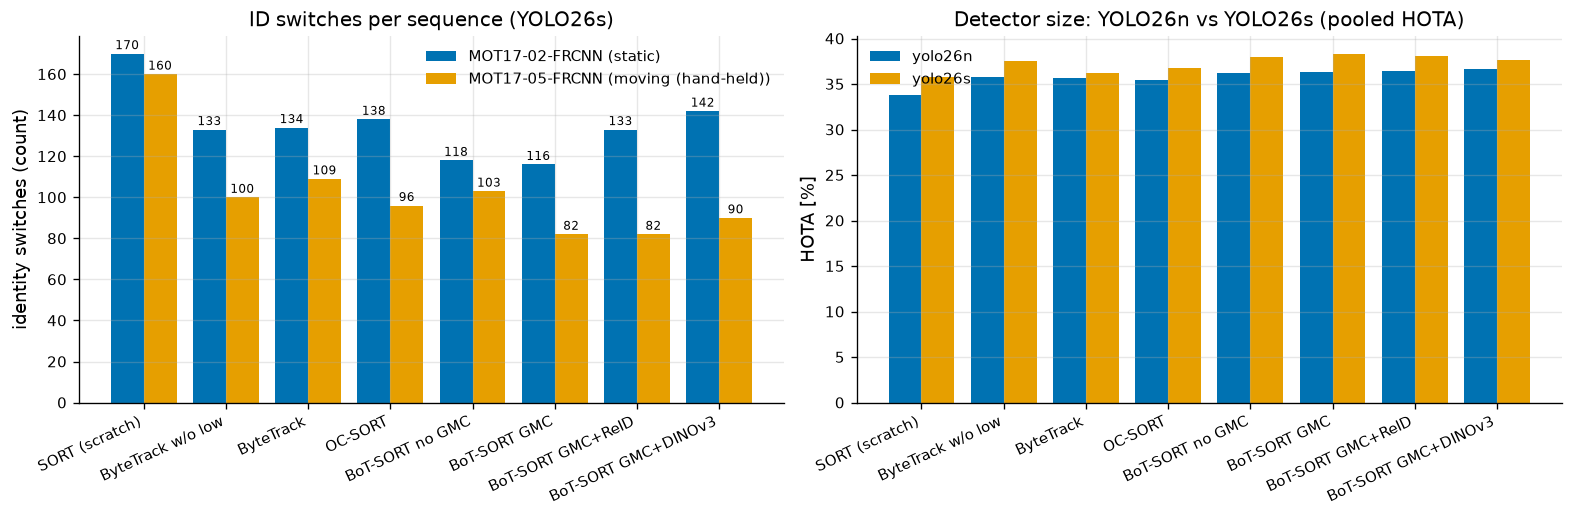 ID switches per sequence (YOLO26s)
identity switches (count)
160
140
120
100
80
60
40
20
0
MOT17-02-FRCNN (static)
MOT17-05-FRCNN (moving (hand-held))
170
160
133
100
134
109
138
96
118
103
116
82
133
82
142
90
SORT (scratch)
ByteTrack w/o low
ByteTrack
OC-SORT
BoT-SORT no GMC
BoT-SORT GMC
BoT-SORT GMC+ReID
BoT-SORT GMC+DINOv3
Detector size: YOLO26n vs YOLO26s (pooled HOTA)
HOTA [%]
40
35
30
25
20
15
10
5
0
yolo26n
yolo26s
SORT (scratch)
ByteTrack w/o low
ByteTrack
OC-SORT
BoT-SORT no GMC
BoT-SORT GMC
BoT-SORT GMC+ReID
BoT-SORT GMC+DINOv3